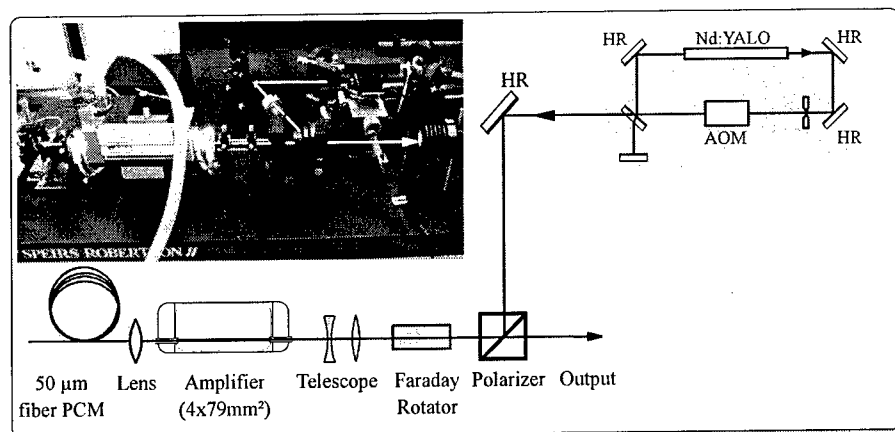 HR
Nd:YALO
HR
HR
AOM
HR
SPEIRS ROBERTSON
50 µm
fiber PCM
Lens
Amplifier
(4x79mm²)
Telescope
Faraday
Rotator
Polarizer
Output